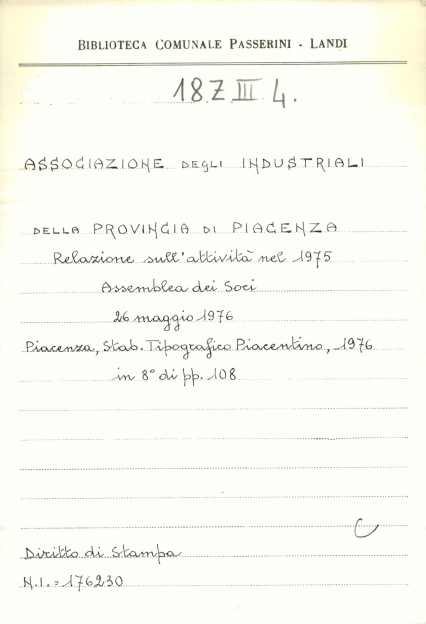 BIBLIOTECA COMUNALE PASSERINI - LANDI
18.Z.III.4.
ASSOCIAZIONE DEGLI INDUSTRIALI
DELLA PROVINCIA DI PIACENZA
Relazione sull'attività nel 1975
Assemblea dei Soci
26 maggio 1976
Piacenza, Stab. Tipografico Piacentino, 1976
in 8° di pp. 108
C
Diritto di Stampa
N.I. = 176230